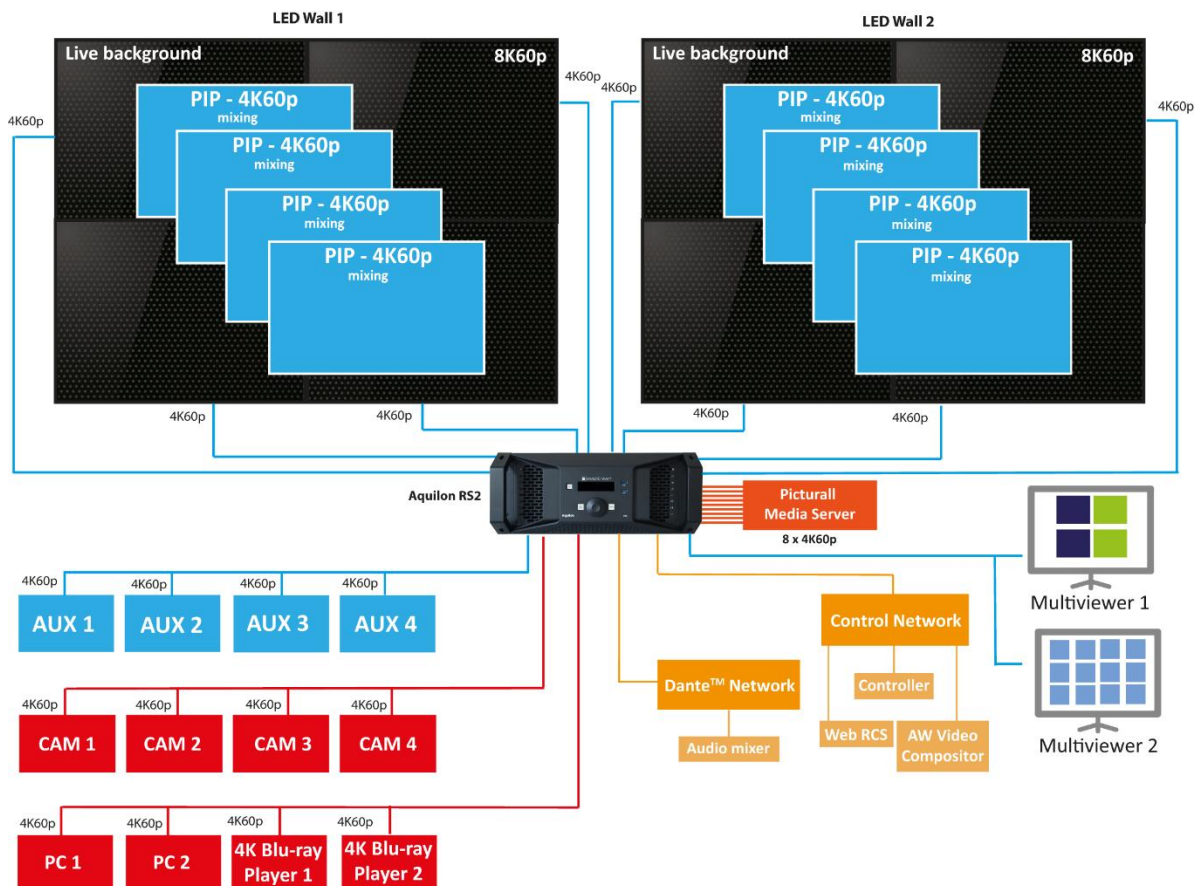 LED Wall 1
LED Wall 2
Live background
8K60p
PIP - 4K60p
mixing
PIP - 4K60p
mixing
PIP - 4K60p
mixing
PIP - 4K60p
mixing
Live background
8K60p
PIP - 4K60p
mixing
PIP - 4K60p
mixing
PIP - 4K60p
mixing
PIP - 4K60p
mixing
4K60p
4K60p
4K60p
4K60p
4K60p
4K60p
4K60p
4K60p
Aquilon RS2
Picturall
Media Server
8 x 4K60p
Multiviewer 1
Multiviewer 2
4K60p
4K60p
4K60p
4K60p
AUX 1
AUX 2
AUX 3
AUX 4
Control Network
Controller
Web RCS
AW Video
Compositor
Dante™ Network
Audio mixer
4K60p
4K60p
4K60p
4K60p
CAM 1
CAM 2
CAM 3
CAM 4
4K60p
4K60p
4K60p
4K60p
PC 1
PC 2
4K Blu-ray
Player 1
4K Blu-ray
Player 2